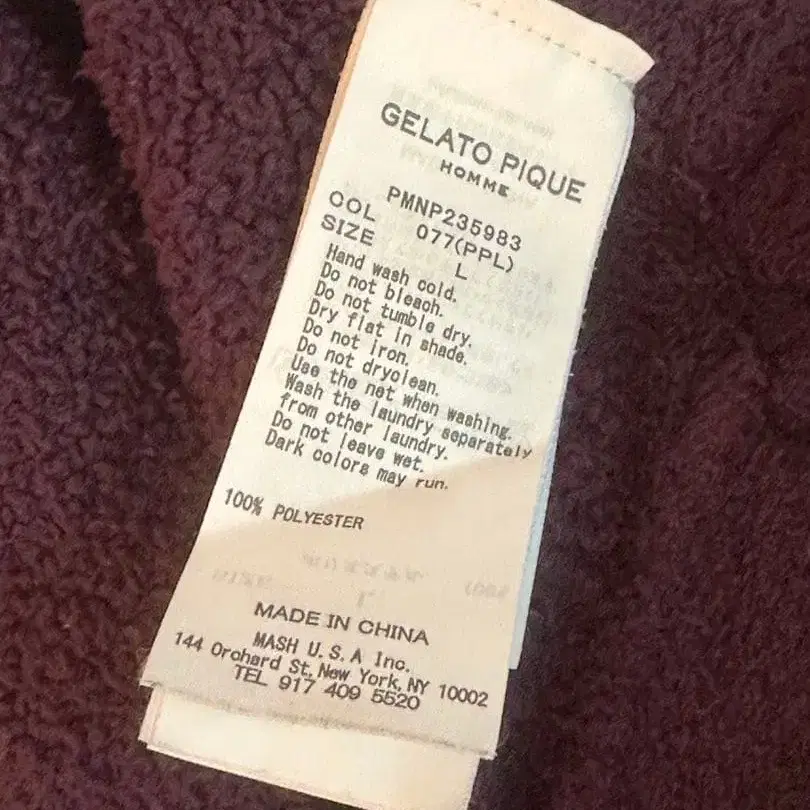 GELATO PIQUE
HOMME
PMNP235983
COL 077(PPL)
SIZE L
Hand wash cold.
Do not bleach.
Do not tumble dry.
Dry flat in shade.
Do not iron.
Do not dryclean.
Use the net when washing.
Wash the laundry separately
from other laundry.
Do not leave wet.
Dark colors may run.
100% POLYESTER
MADE IN CHINA
MASH U.S.A Inc.
144 Orchard St, New York, NY 10002
TEL 917 409 5520